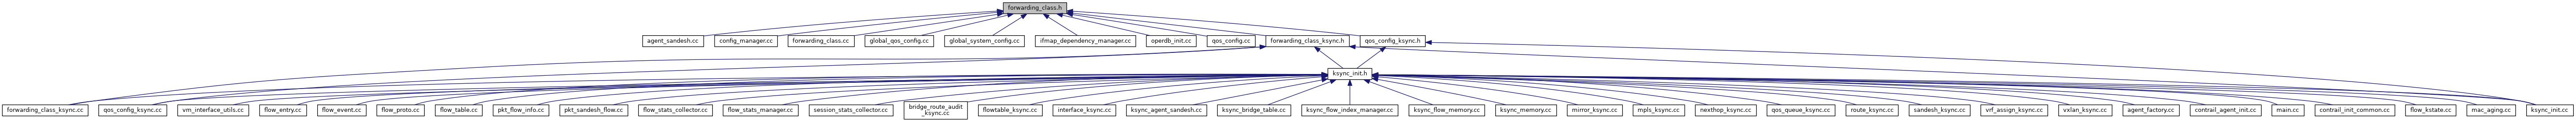 forwarding_class.h
agent_sandesh.cc
config_manager.cc
forwarding_class.cc
global_qos_config.cc
global_system_config.cc
ifmap_dependency_manager.cc
operdb_init.cc
qos_config.cc
forwarding_class_ksync.h
qos_config_ksync.h
ksync_init.h
forwarding_class_ksync.cc
qos_config_ksync.cc
vm_interface_utils.cc
flow_entry.cc
flow_event.cc
flow_proto.cc
flow_table.cc
pkt_flow_info.cc
pkt_sandesh_flow.cc
flow_stats_collector.cc
flow_stats_manager.cc
session_stats_collector.cc
bridge_route_audit
_ksync.cc
flowtable_ksync.cc
interface_ksync.cc
ksync_agent_sandesh.cc
ksync_bridge_table.cc
ksync_flow_index_manager.cc
ksync_flow_memory.cc
ksync_memory.cc
mirror_ksync.cc
mpls_ksync.cc
nexthop_ksync.cc
qos_queue_ksync.cc
route_ksync.cc
sandesh_ksync.cc
vrf_assign_ksync.cc
vxlan_ksync.cc
agent_factory.cc
contrail_agent_init.cc
main.cc
contrail_init_common.cc
flow_kstate.cc
mac_aging.cc
ksync_init.cc